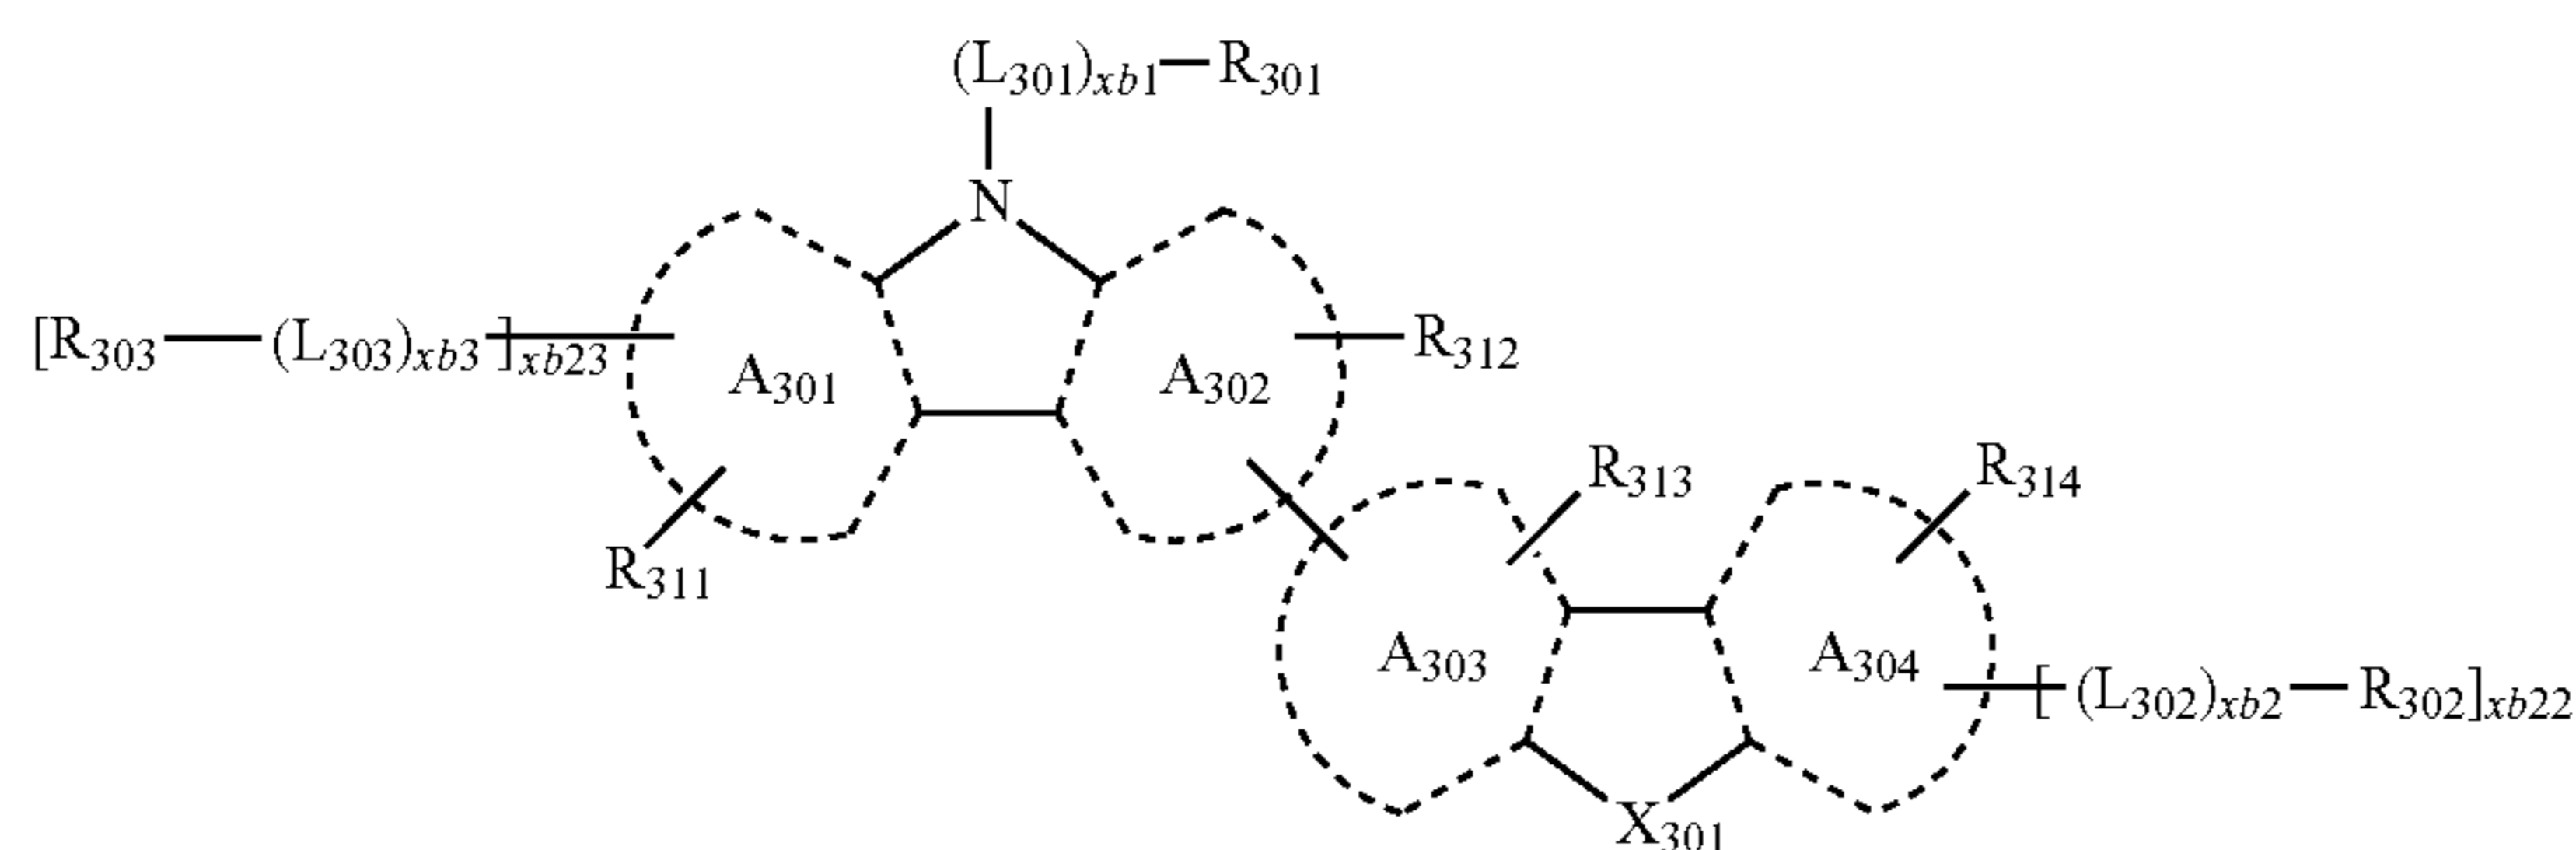 (L301)xb1—R301
N
[R303—(L303)xb3]xb23
A301
A302
R312
R311
R313
R314
A303
A304
[(L302)xb2—R302]xb22
X301